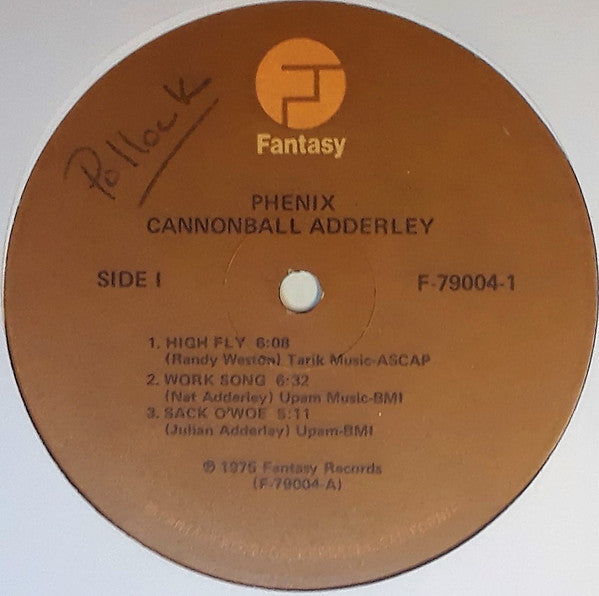 Pollock
Fantasy
PHENIX
CANNONBALL ADDERLEY
SIDE I
F-79004-1
1. HIGH FLY 6:08
(Randy Weston) Tarik Music-ASCAP
2. WORK SONG 6:32
(Nat Adderley) Upam Music-BMI
3. SACK O'WOE 5:11
(Julian Adderley) Upam-BMI
℗ 1975 Fantasy Records
(F-79004-A)